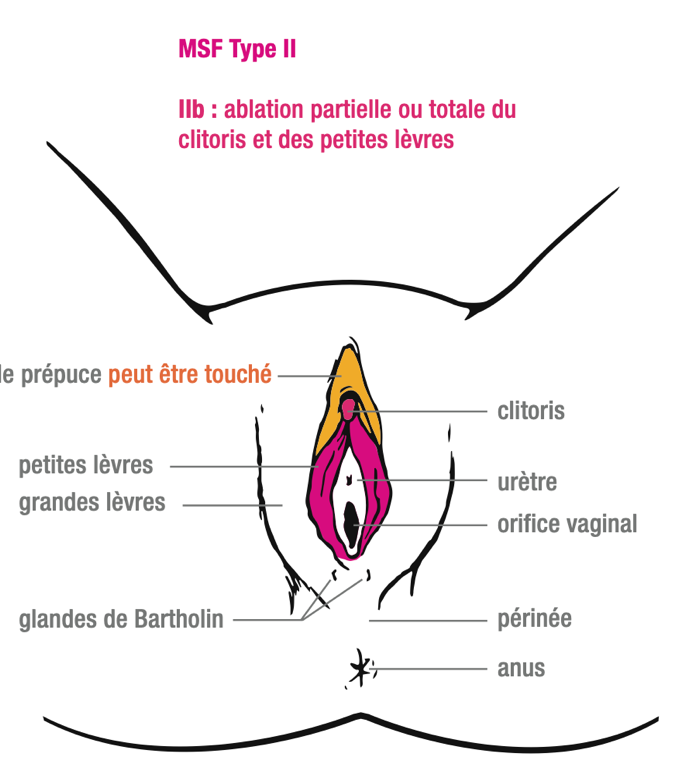 MSF Type II
IIb : ablation partielle ou totale du
clitoris et des petites lèvres
le prépuce peut être touché
clitoris
petites lèvres
urètre
grandes lèvres
orifice vaginal
glandes de Bartholin
périnée
anus